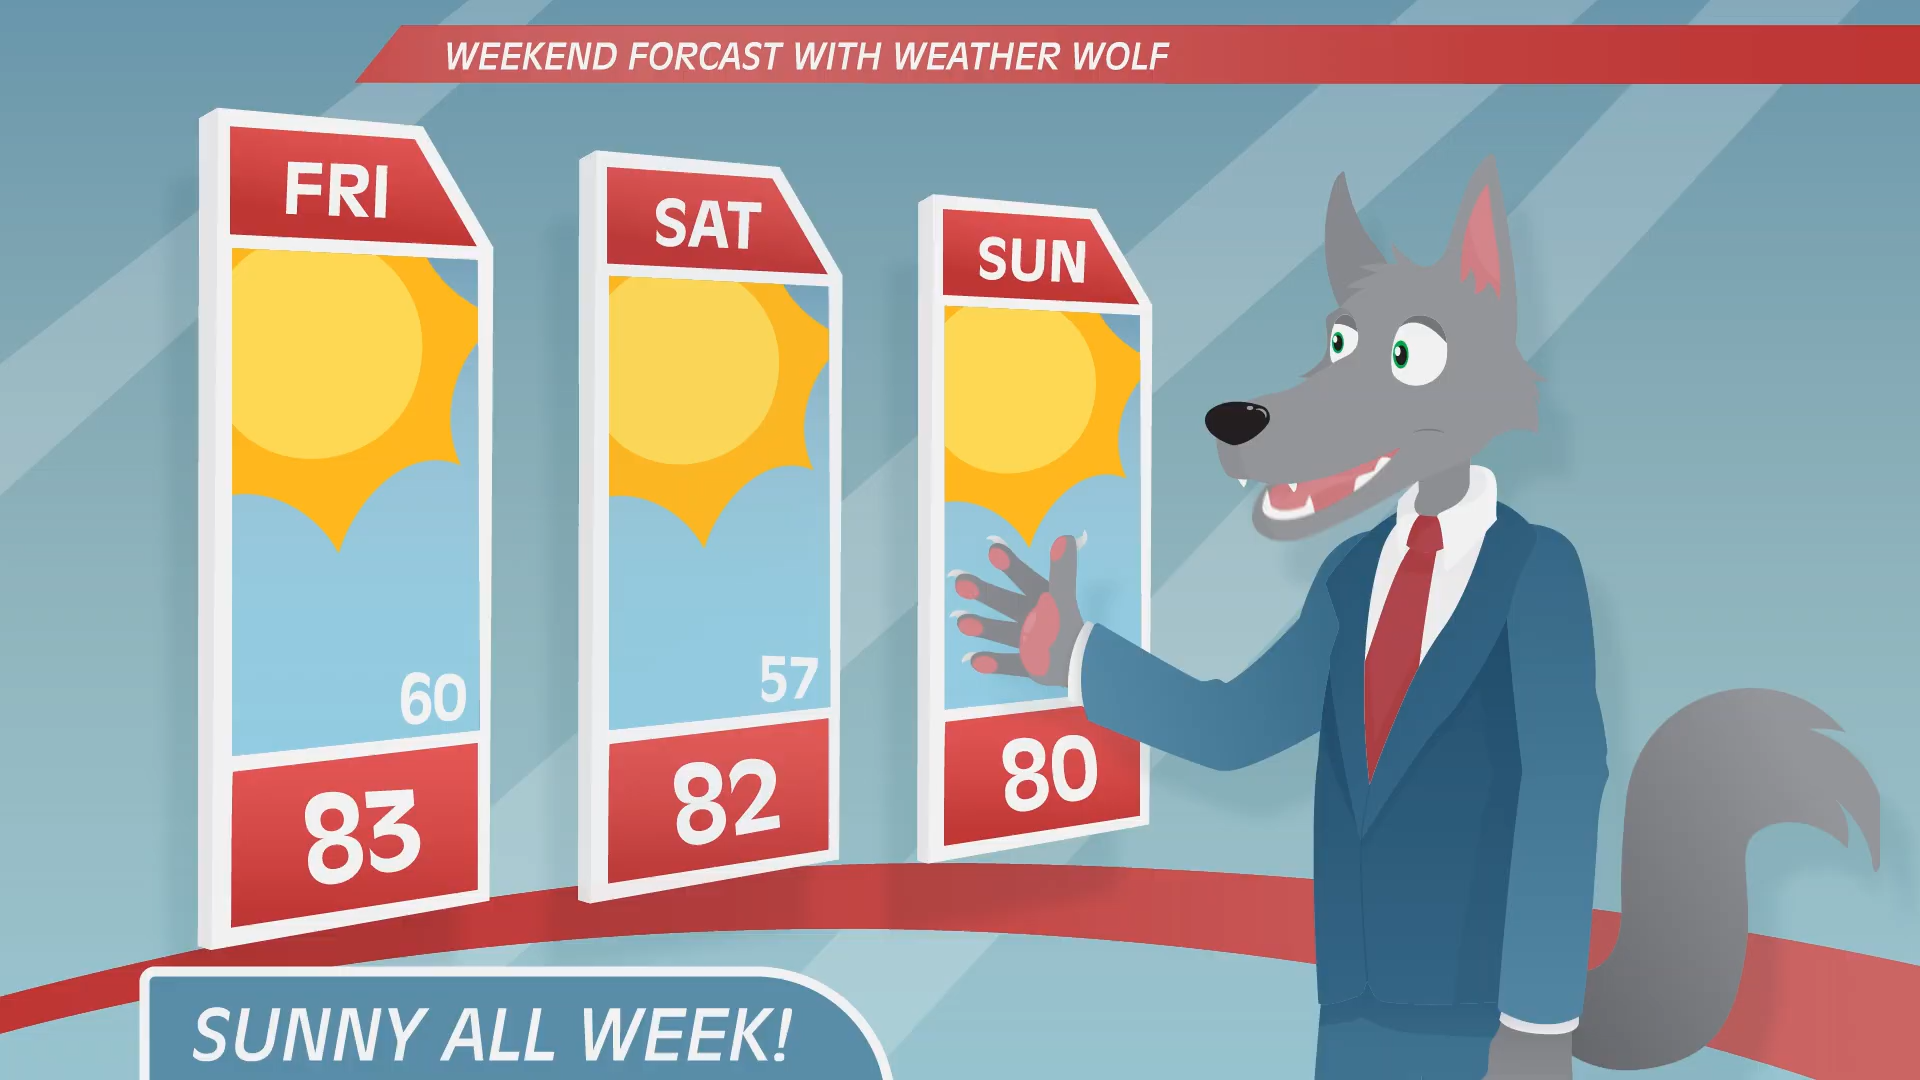 WEEKEND FORCAST WITH WEATHER WOLF
FRI
60
83
SAT
57
82
SUN
80
SUNNY ALL WEEK!